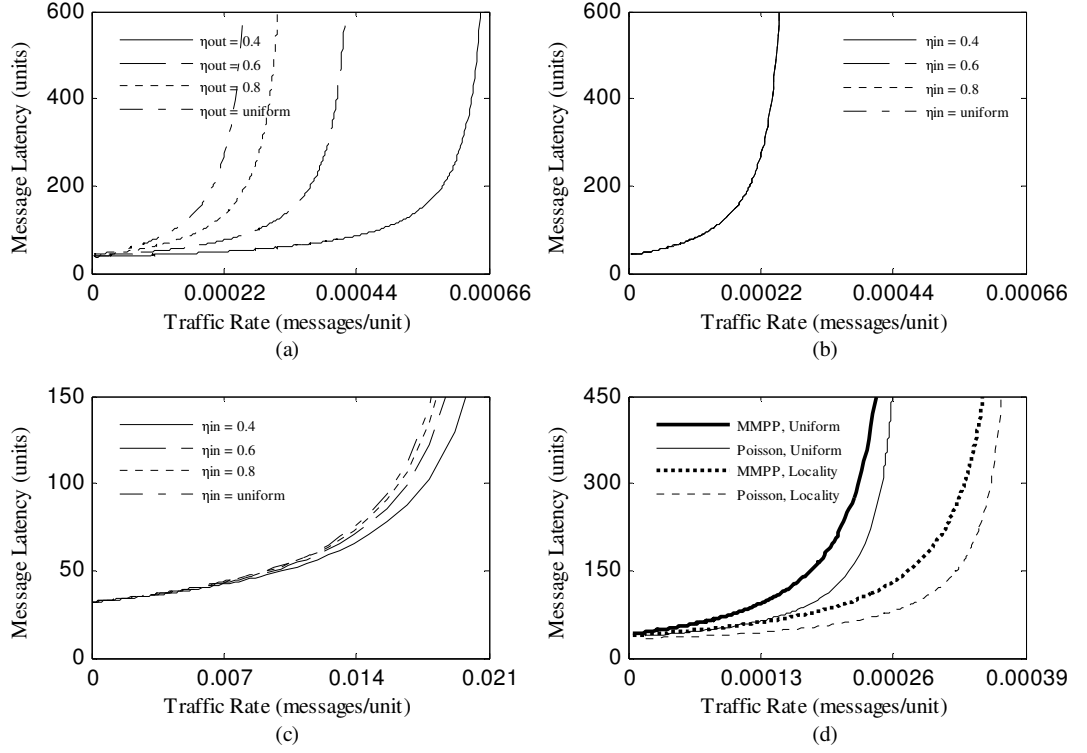 600
400
200
0
Message Latency (units)
ηout = 0.4
ηout = 0.6
ηout = 0.8
ηout = uniform
0
0.00022
0.00044
0.00066
Traffic Rate (messages/unit)
(a)
600
400
200
0
Message Latency (units)
ηin = 0.4
ηin = 0.6
ηin = 0.8
ηin = uniform
0
0.00022
0.00044
0.00066
Traffic Rate (messages/unit)
(b)
150
100
50
0
Message Latency (units)
ηin = 0.4
ηin = 0.6
ηin = 0.8
ηin = uniform
0
0.007
0.014
0.021
Traffic Rate (messages/unit)
(c)
450
300
150
0
Message Latency (units)
MMPP, Uniform
Poisson, Uniform
MMPP, Locality
Poisson, Locality
0
0.00013
0.00026
0.00039
Traffic Rate (messages/unit)
(d)